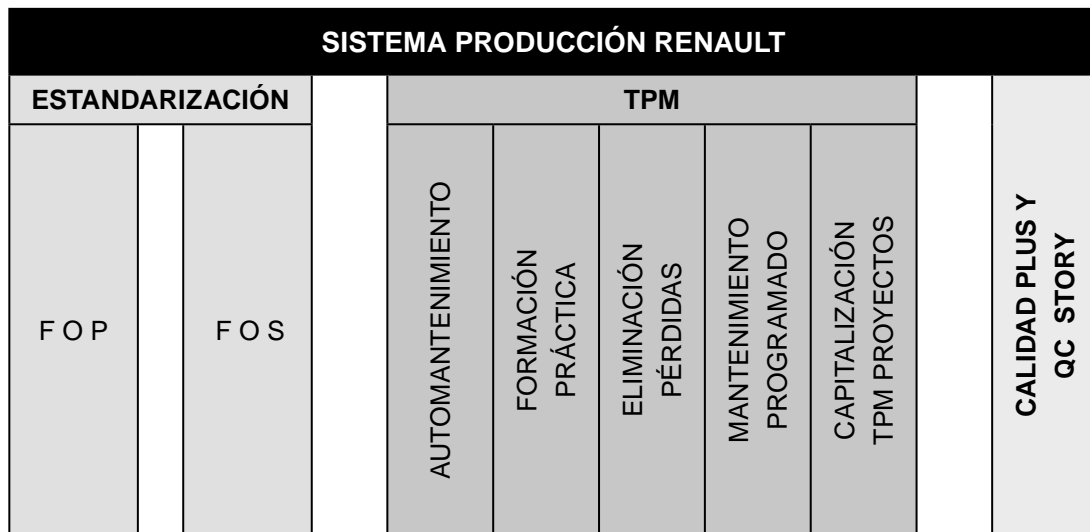 SISTEMA PRODUCCIÓN RENAULT
ESTANDARIZACIÓN
TPM
F O P
F O S
AUTOMANTENIMIENTO
FORMACIÓN
PRÁCTICA
ELIMINACIÓN
PÉRDIDAS
MANTENIMIENTO
PROGRAMADO
CAPITALIZACIÓN
TPM PROYECTOS
CALIDAD PLUS Y
QC STORY